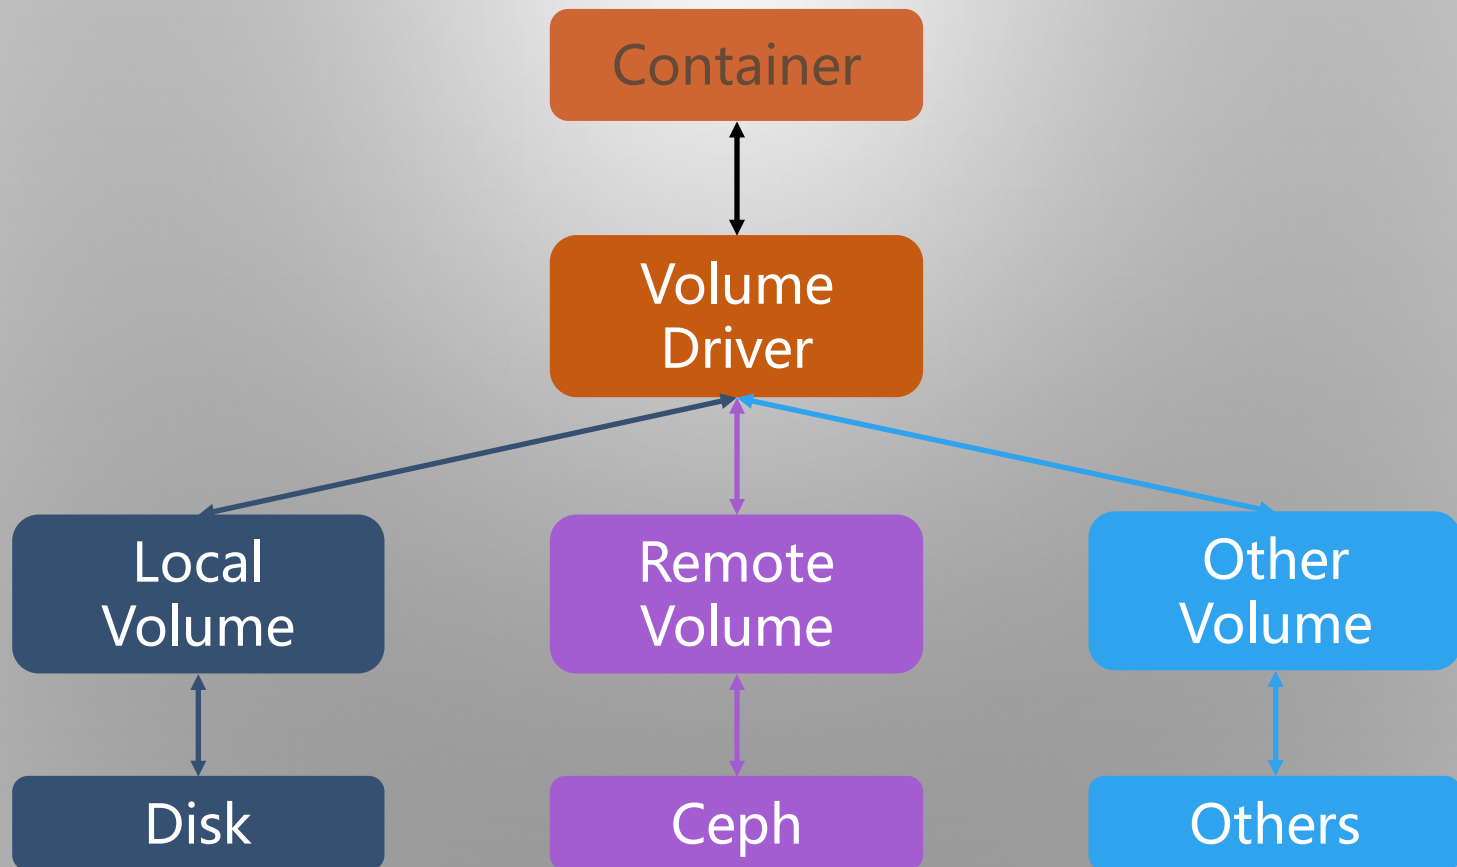 Container
Volume
Driver
Local
Volume
Remote
Volume
Other
Volume
Disk
Ceph
Others